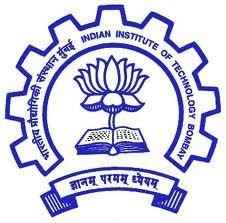 भारतीय प्रौद्योगिकी संस्थान मुंबई
INDIAN INSTITUTE OF TECHNOLOGY BOMBAY
ज्ञानम् परमम् ध्येयम्